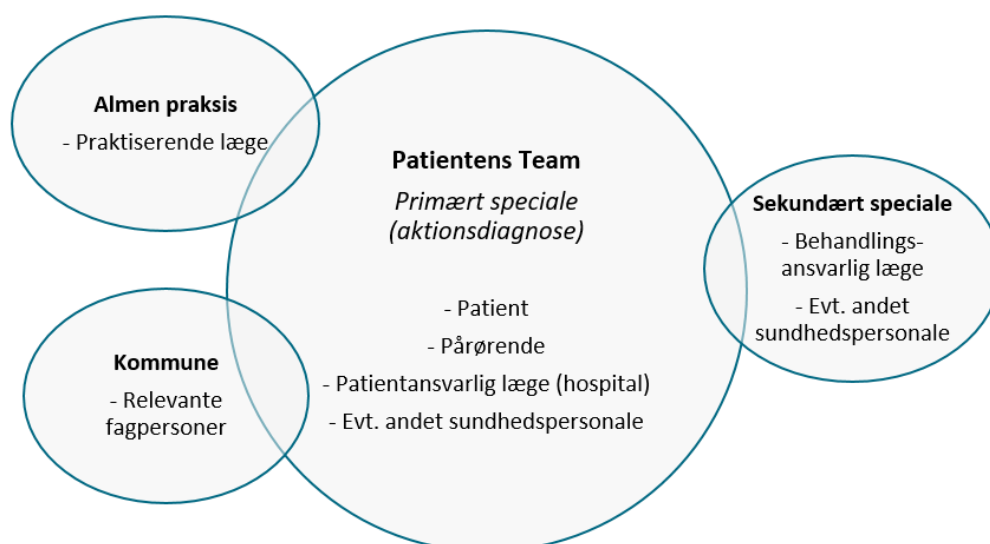 Almen praksis
- Praktiserende læge
Patientens Team
Primært speciale
(aktionsdiagnose)
- Patient
- Pårørende
- Patientansvarlig læge (hospital)
- Evt. andet sundhedspersonale
Kommune
- Relevante
fagpersoner
Sekundært speciale
- Behandlings-
ansvarlig læge
- Evt. andet
sundhedspersonale